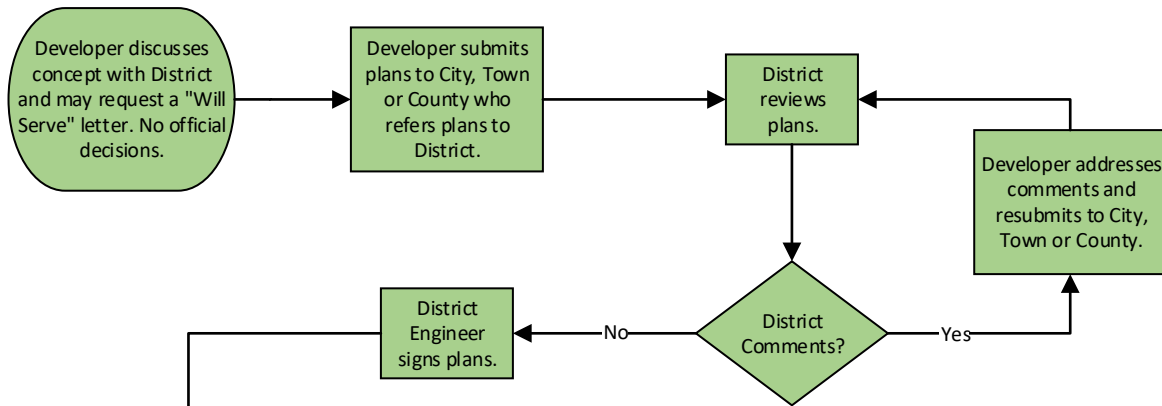 Developer discusses
concept with District
and may request a "Will
Serve" letter. No official
decisions.
Developer submits
plans to City, Town
or County who
refers plans to
District.
District
reviews
plans.
Developer addresses
comments and
resubmits to City,
Town or County.
District
Engineer
signs plans.
No
District
Comments?
Yes